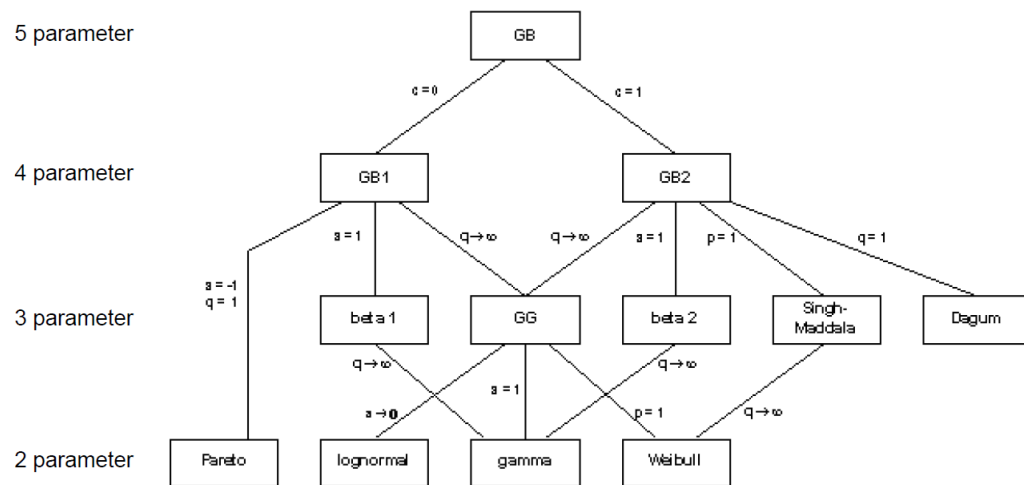 5 parameter
GB
c = 0
c = 1
4 parameter
GB1
GB2
a = 1
q→∞
q→∞
a = 1
p = 1
q = 1
a = -1
q = 1
3 parameter
beta 1
GG
beta 2
Singh-
Maddala
Dagum
q→∞
a→0
a = 1
q→∞
p = 1
q→∞
2 parameter
Pareto
lognormal
gamma
Weibull